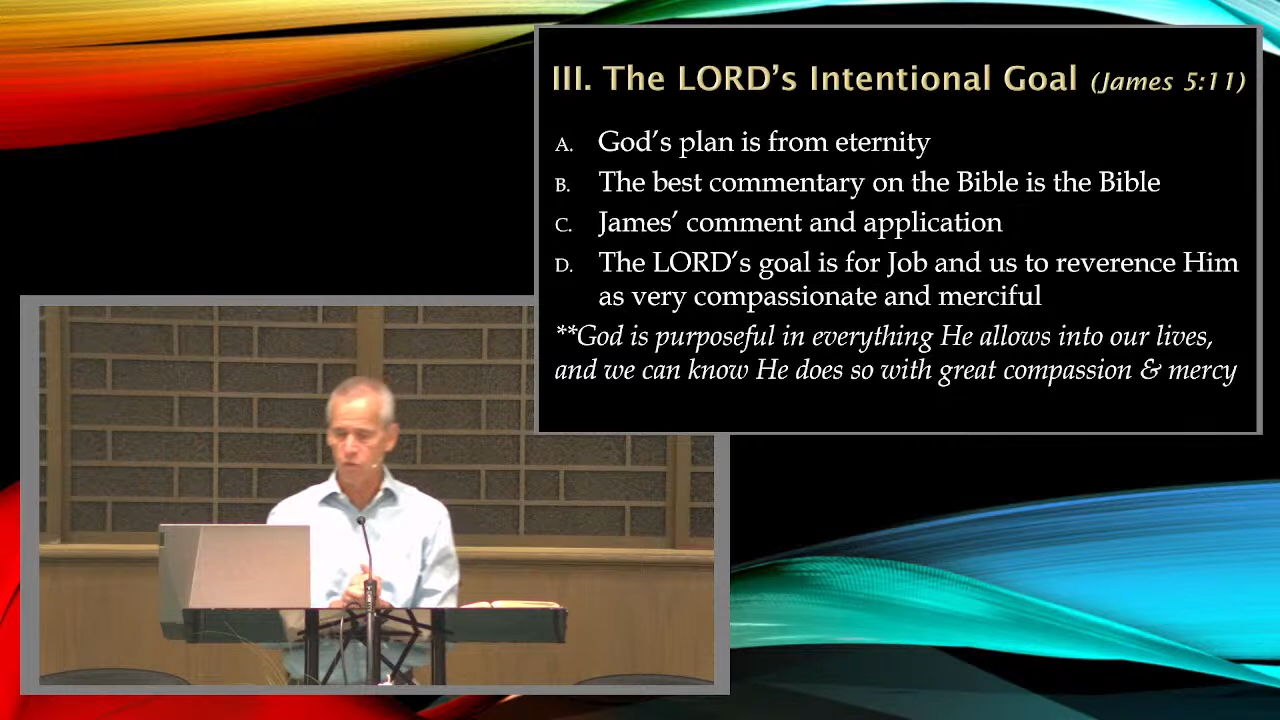 III. The LORD’s Intentional Goal (James 5:11)
A. God’s plan is from eternity
B. The best commentary on the Bible is the Bible
C. James’ comment and application
D. The LORD’s goal is for Job and us to reverence Him
as very compassionate and merciful
**God is purposeful in everything He allows into our lives,
and we can know He does so with great compassion & mercy